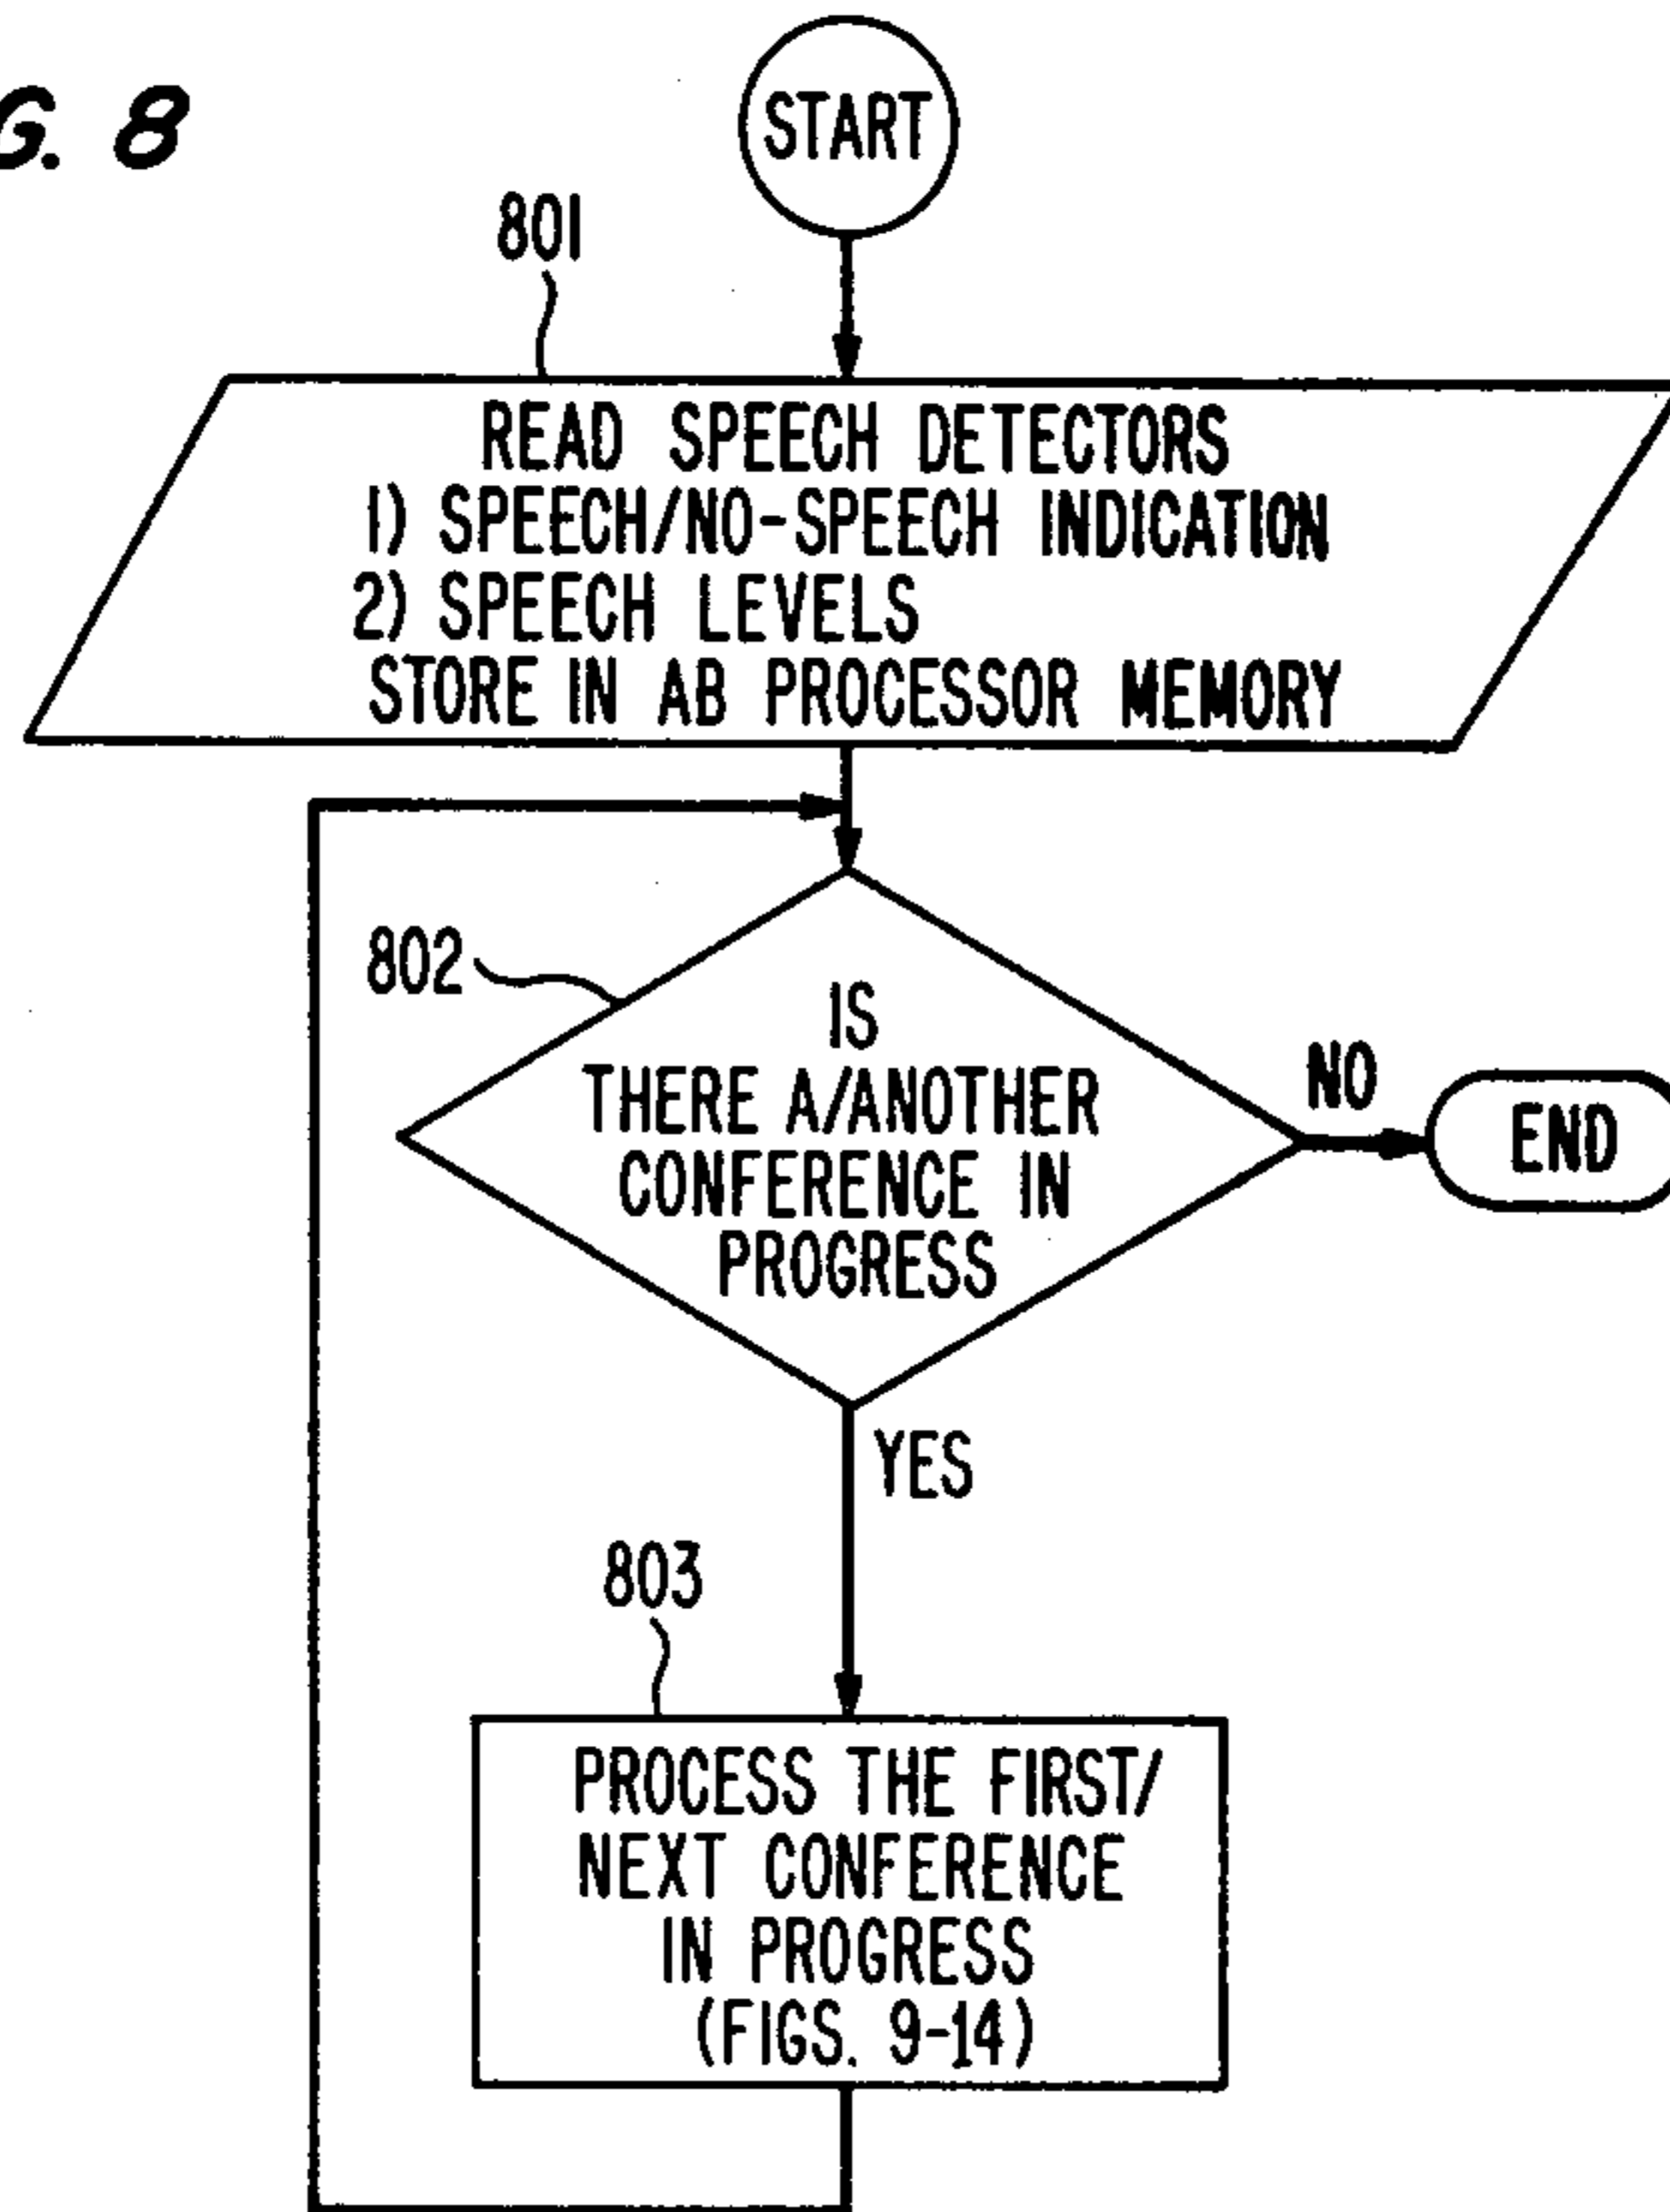 G. 8
START
801
READ SPEECH DETECTORS
1) SPEECH/NO-SPEECH INDICATION
2) SPEECH LEVELS
STORE IN AB PROCESSOR MEMORY
802
IS
THERE A/ANOTHER
CONFERENCE IN
PROGRESS
NO
END
YES
803
PROCESS THE FIRST/
NEXT CONFERENCE
IN PROGRESS
(FIGS. 9-14)